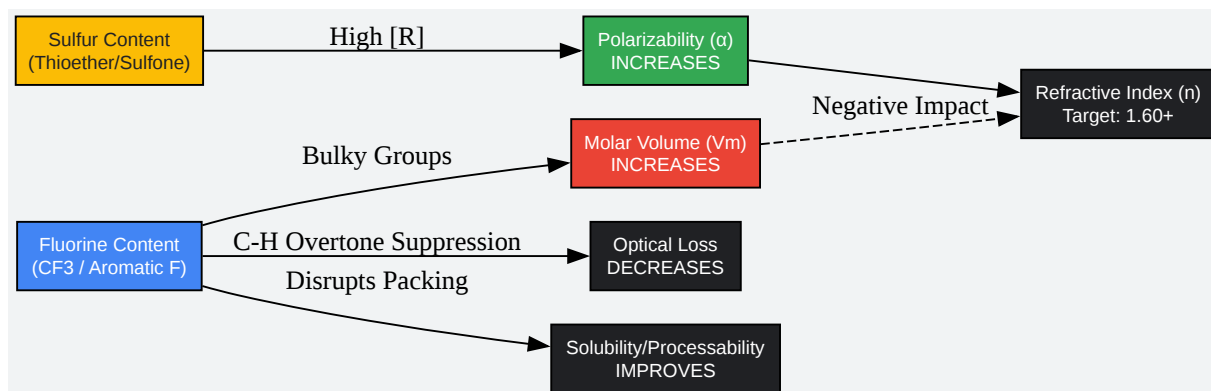 Sulfur Content
(Thioether/Sulfone)
High [R]
Polarizability (α)
INCREASES
Refractive Index (n)
Target: 1.60+
Negative Impact
Molar Volume (Vm)
INCREASES
Bulky Groups
Fluorine Content
(CF3 / Aromatic F)
C-H Overtone Suppression
Optical Loss
DECREASES
Disrupts Packing
Solubility/Processability
IMPROVES